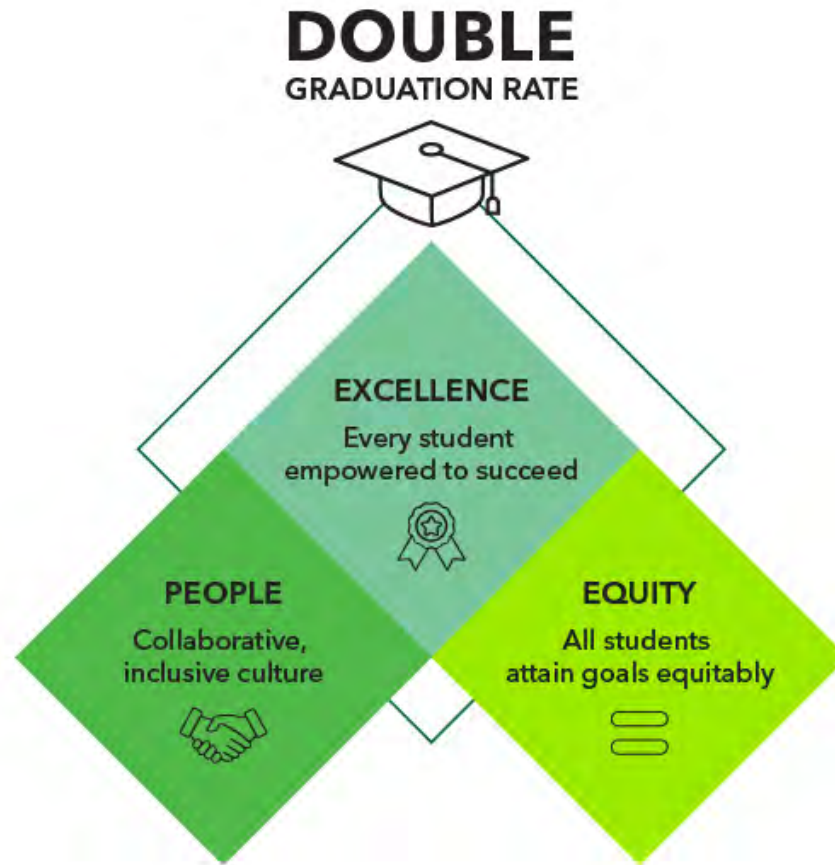 DOUBLE
GRADUATION RATE
EXCELLENCE
Every student
empowered to succeed
PEOPLE
Collaborative,
inclusive culture
EQUITY
All students
attain goals equitably